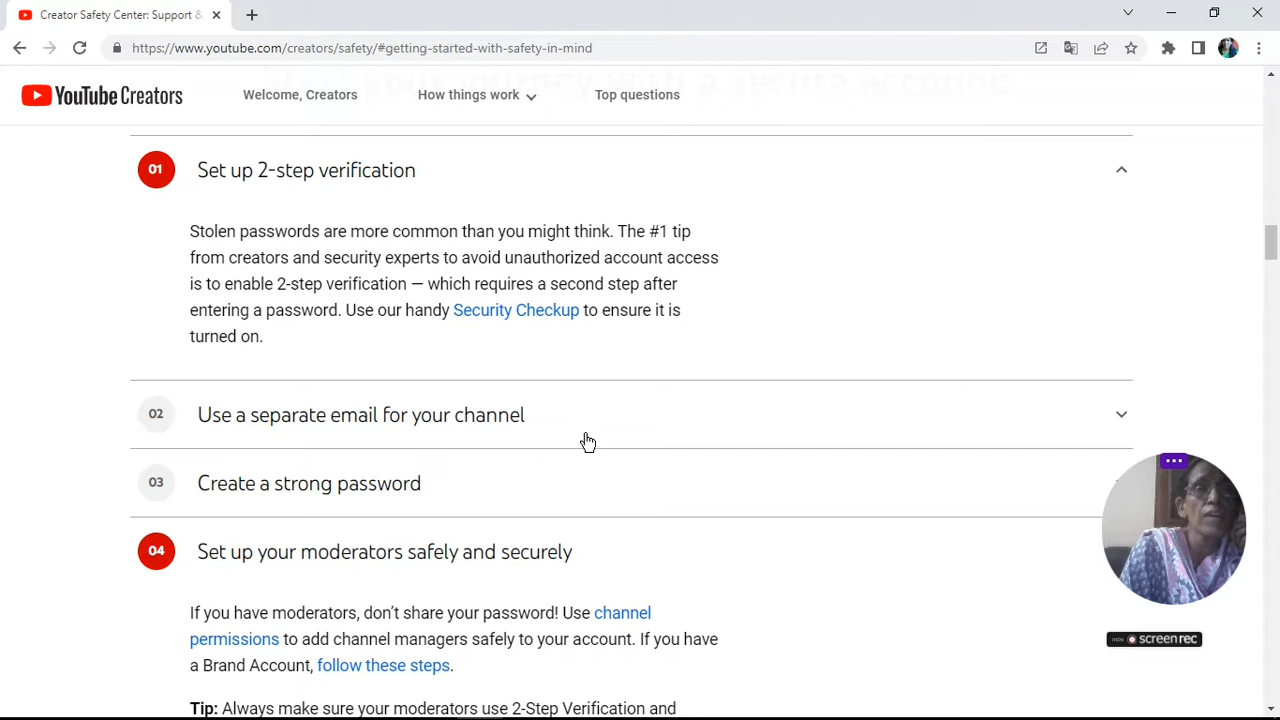 Creator Safety Center: Support &
https://www.youtube.com/creators/safety/#getting-started-with-safety-in-mind
YouTube Creators
Welcome, Creators
How things work
Top questions
01
Set up 2-step verification
Stolen passwords are more common than you might think. The #1 tip
from creators and security experts to avoid unauthorized account access
is to enable 2-step verification — which requires a second step after
entering a password. Use our handy Security Checkup to ensure it is
turned on.
02
Use a separate email for your channel
03
Create a strong password
04
Set up your moderators safely and securely
If you have moderators, don't share your password! Use channel
permissions to add channel managers safely to your account. If you have
a Brand Account, follow these steps.
Tip: Always make sure your moderators use 2-Step Verification and
screenrec